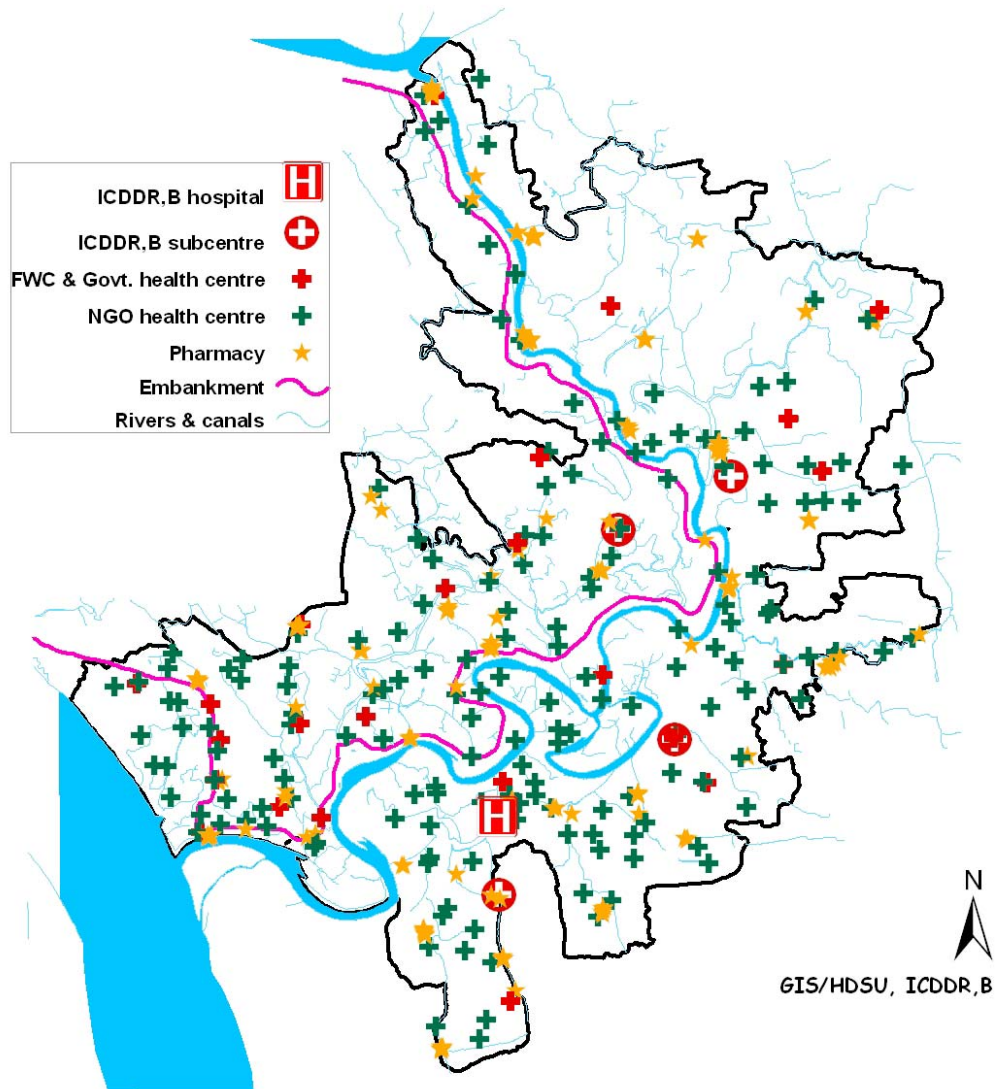 H
ICDDR,B hospital
ICDDR,B subcentre
FWC & Govt. health centre
NGO health centre
Pharmacy
Embankment
Rivers & canals
H
N
GIS/HDSU, ICDDR,B